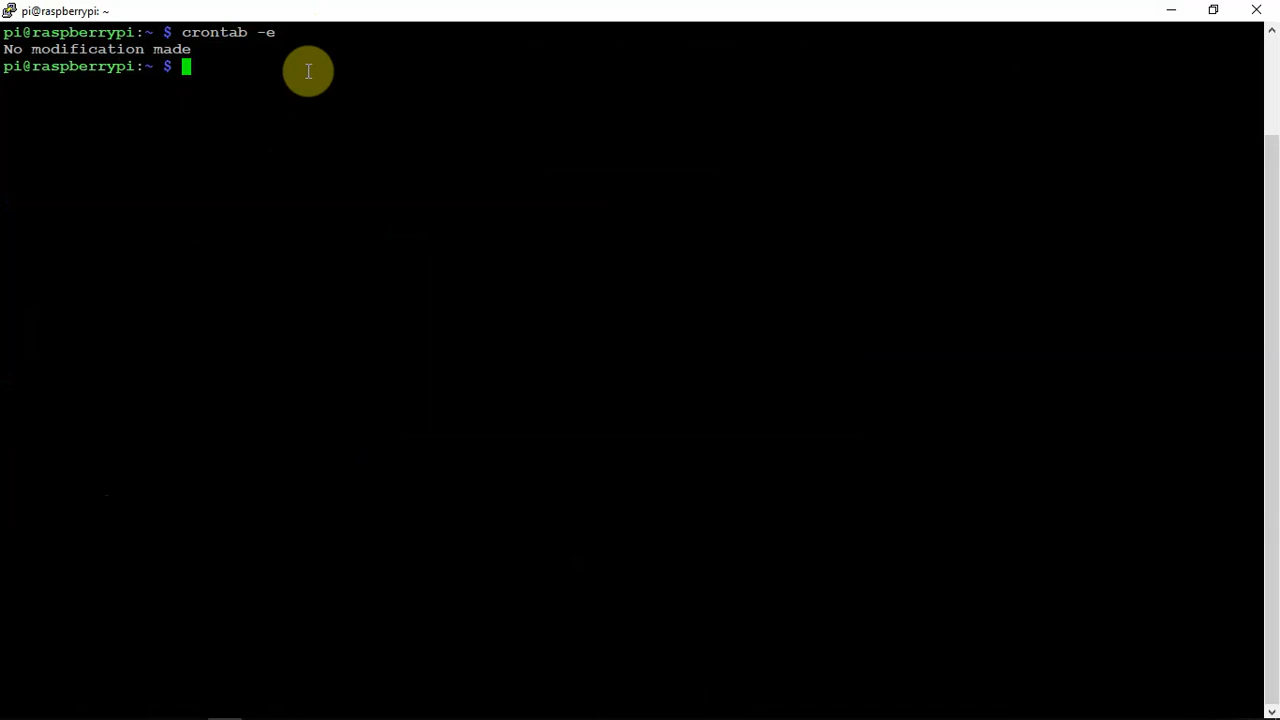 pi@raspberrypi: ~
pi@raspberrypi:~ $ crontab -e
No modification made
pi@raspberrypi:~ $